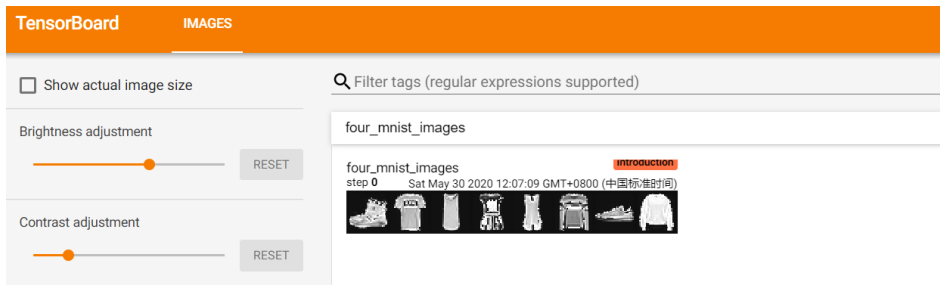 TensorBoard IMAGES
Show actual image size
Filter tags (regular expressions supported)
Brightness adjustment
RESET
Contrast adjustment
RESET
four_mnist_images
four_mnist_images
Introduction
step 0 Sat May 30 2020 12:07:09 GMT+0800 (中国标准时间)